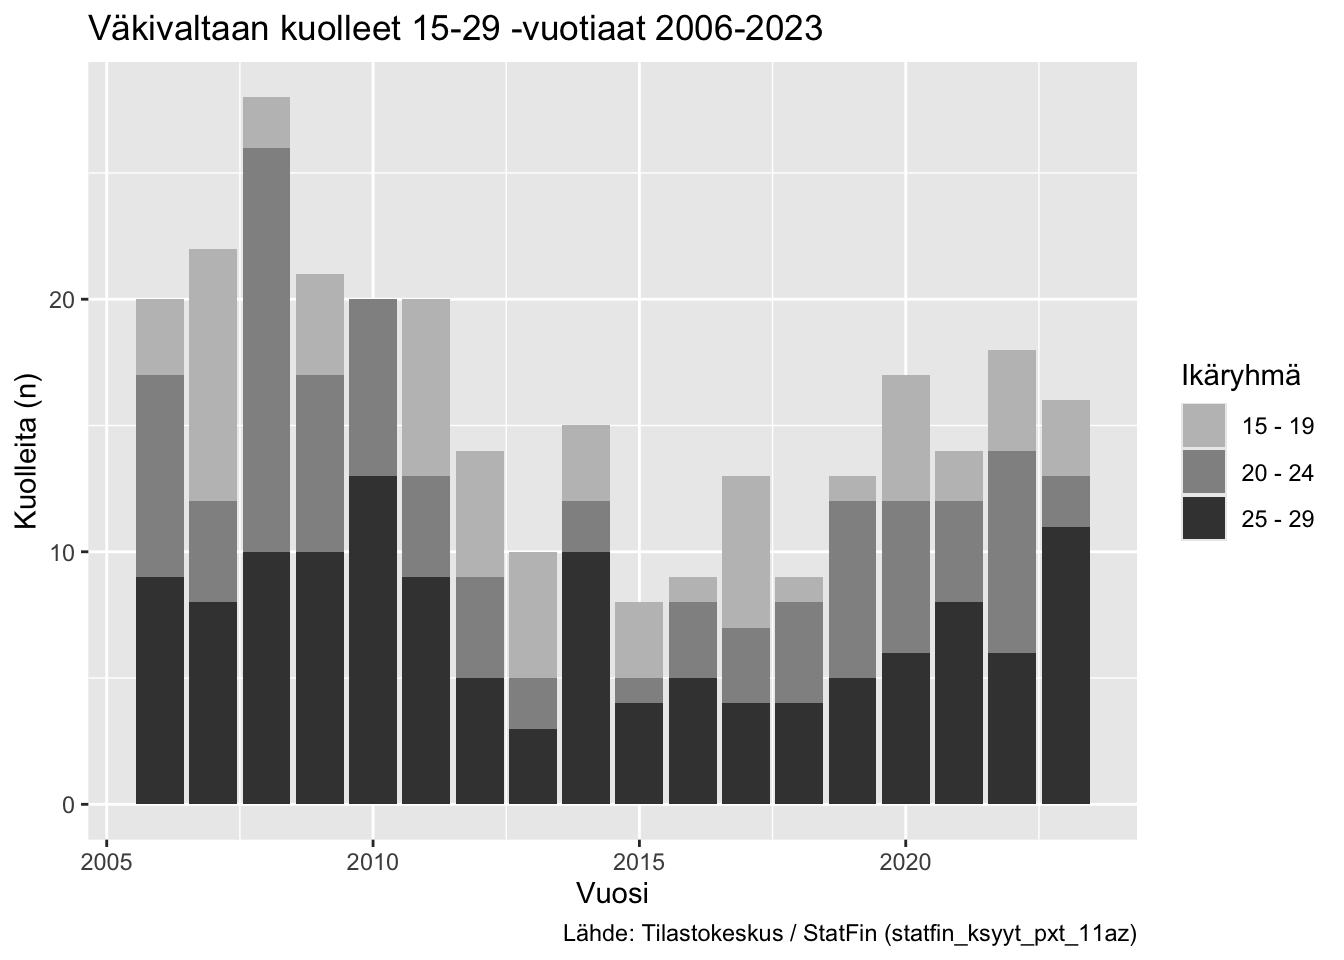 Väkivaltaan kuolleet 15-29 -vuotiaat 2006-2023
Kuolleita (n)
20
10
0
2005
2010
2015
2020
Vuosi
Ikäryhmä
15 - 19
20 - 24
25 - 29
Lähde: Tilastokeskus / StatFin (statfin_ksyyt_pxt_11az)